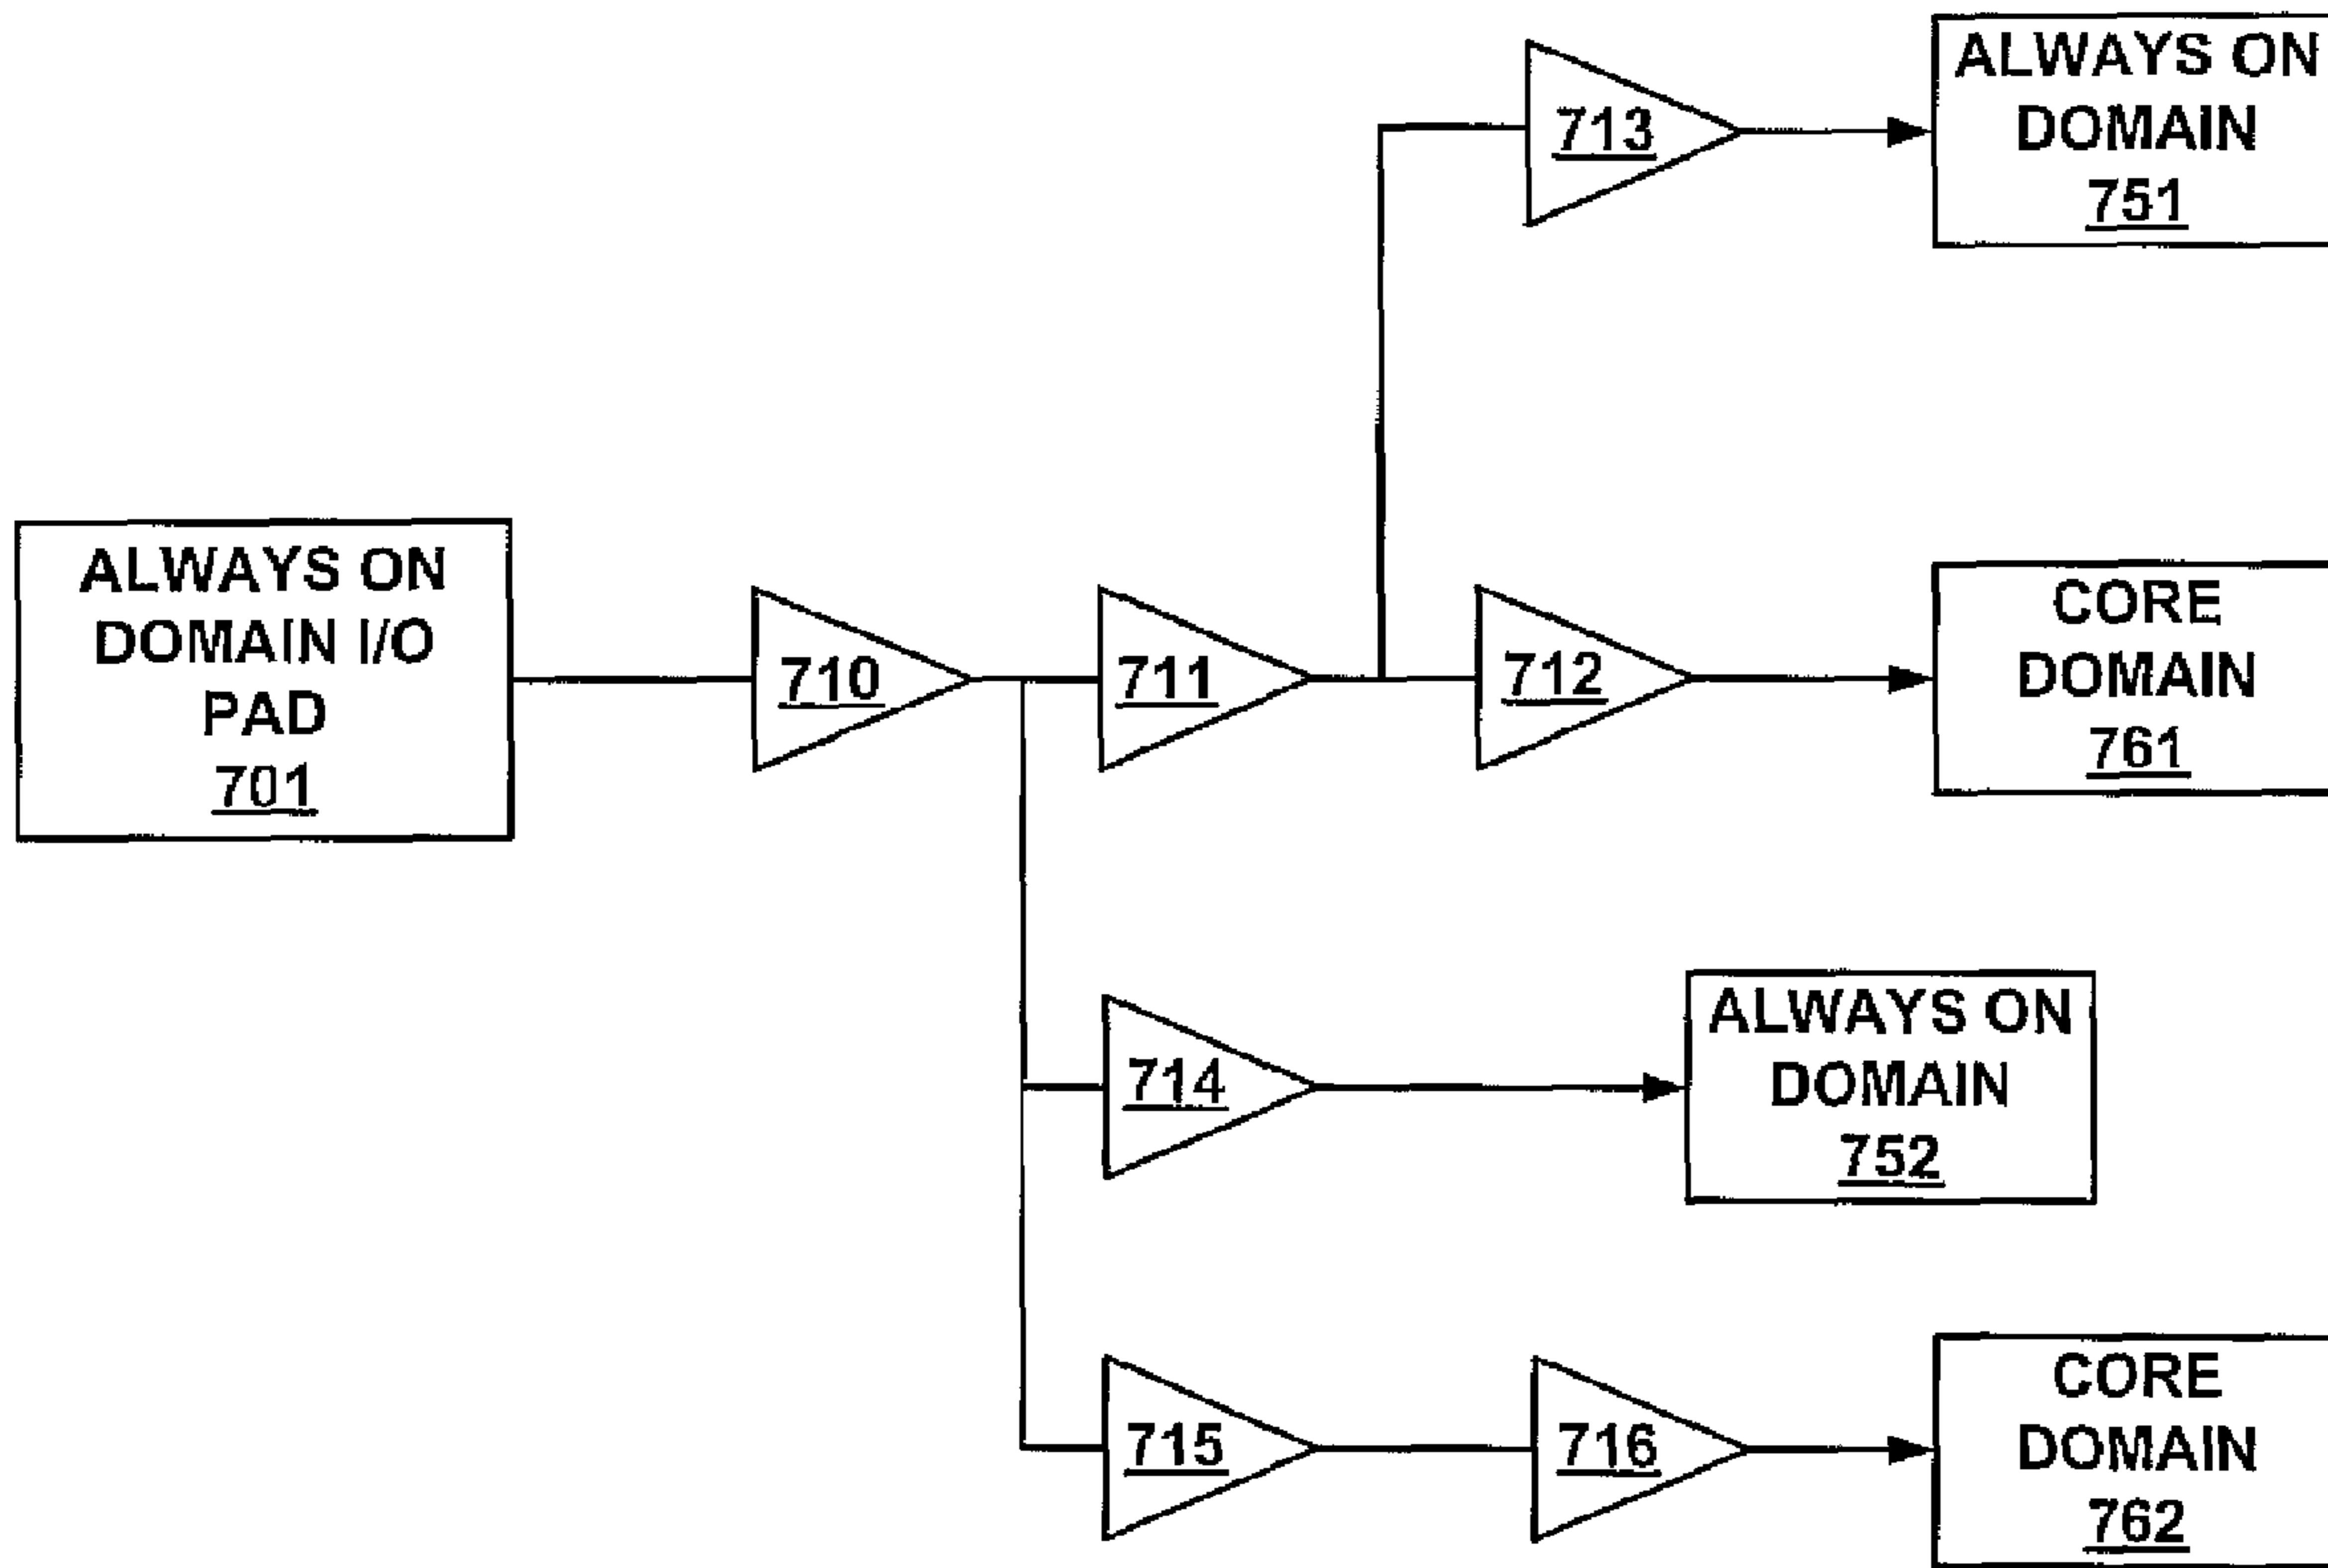 ALWAYS ON
DOMAIN
751
713
ALWAYS ON
DOMAIN I/O
PAD
701
710
711
712
CORE
DOMAIN
761
714
ALWAYS ON
DOMAIN
752
715
716
CORE
DOMAIN
762